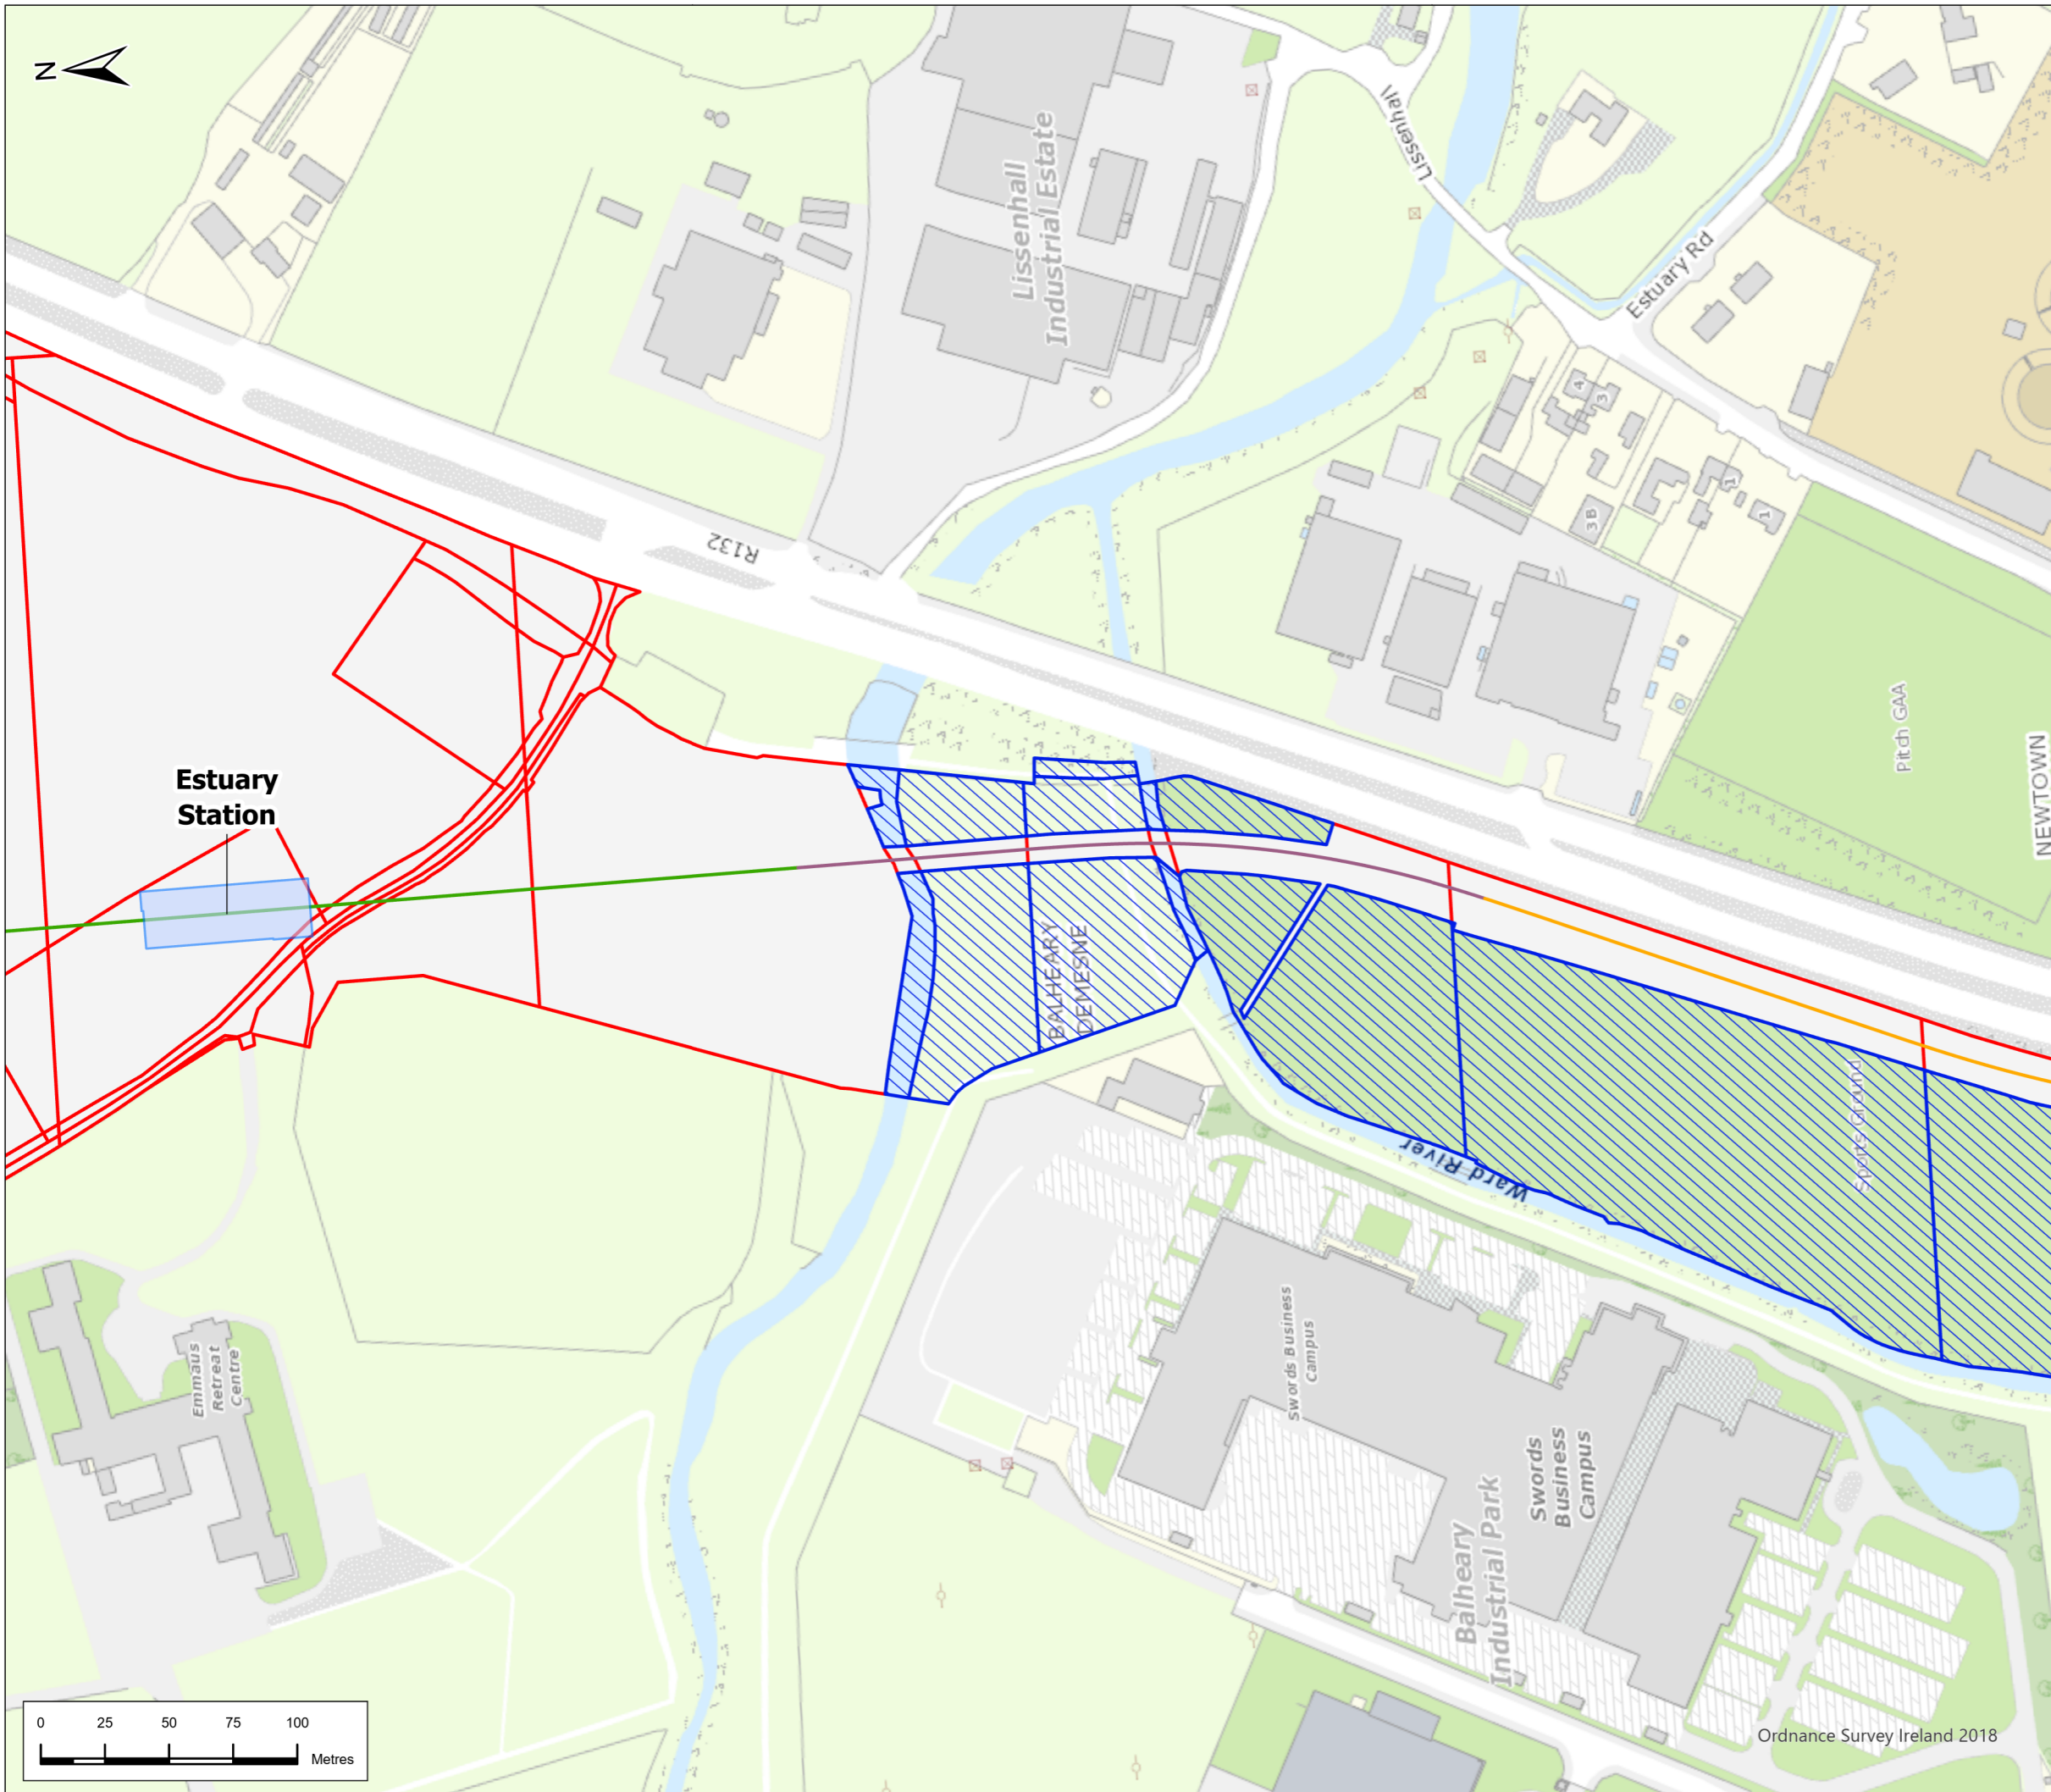 N
Lissenhall
Lissenhall
Industrial Estate
Estuary Rd
4
3
R132
1
3B
1
Pitch GAA
NEWTOWN
Estuary
Station
BALHEARY
DEMESNE
Sports Ground
Ward River
Swords Business
Campus
Emmaus
Retreat
Centre
Swords
Business
Campus
Balheary
Industrial Park
0 25 50 75 100
Metres
Ordnance Survey Ireland 2018